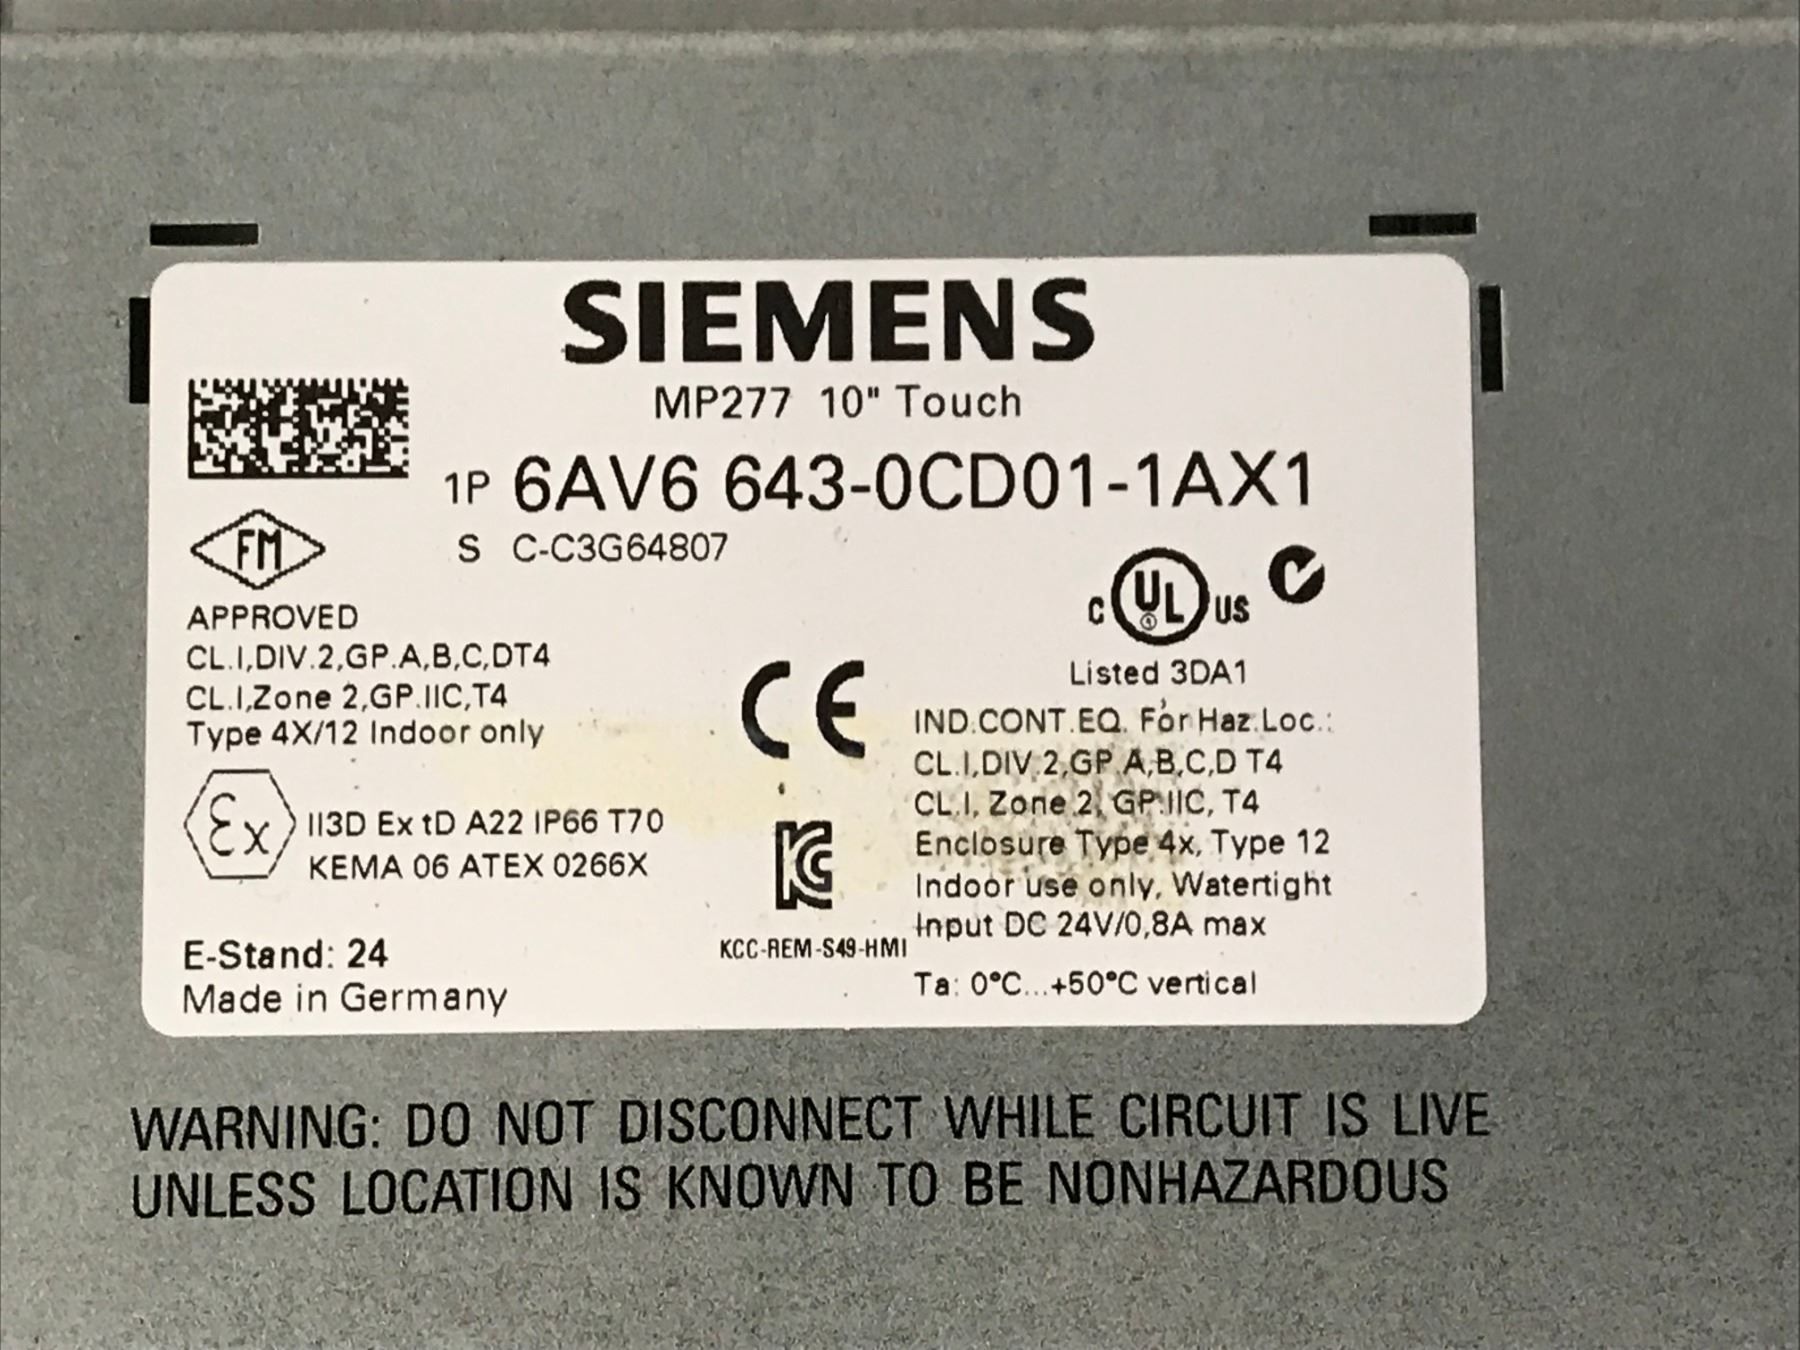 SIEMENS
MP277 10" Touch
1P 6AV6 643-0CD01-1AX1
S C-C3G64807
FM
APPROVED
CL.I,DIV.2,GP.A,B,C,DT4
CL.I,Zone 2,GP.IIC,T4
Type 4X/12 Indoor only
Ex II3D Ex tD A22 IP66 T70
KEMA 06 ATEX 0266X
E-Stand: 24
Made in Germany
CE
KC
KCC-REM-S49-HMI
C UL US
Listed 3DA1
IND.CONT.EQ. For Haz.Loc.:
CL.I,DIV.2,GP.A,B,C,D T4
CL.I, Zone 2, GP.IIC, T4
Enclosure Type 4x, Type 12
Indoor use only, Watertight
Input DC 24V/0,8A max
Ta: 0°C...+50°C vertical
WARNING: DO NOT DISCONNECT WHILE CIRCUIT IS LIVE
UNLESS LOCATION IS KNOWN TO BE NONHAZARDOUS